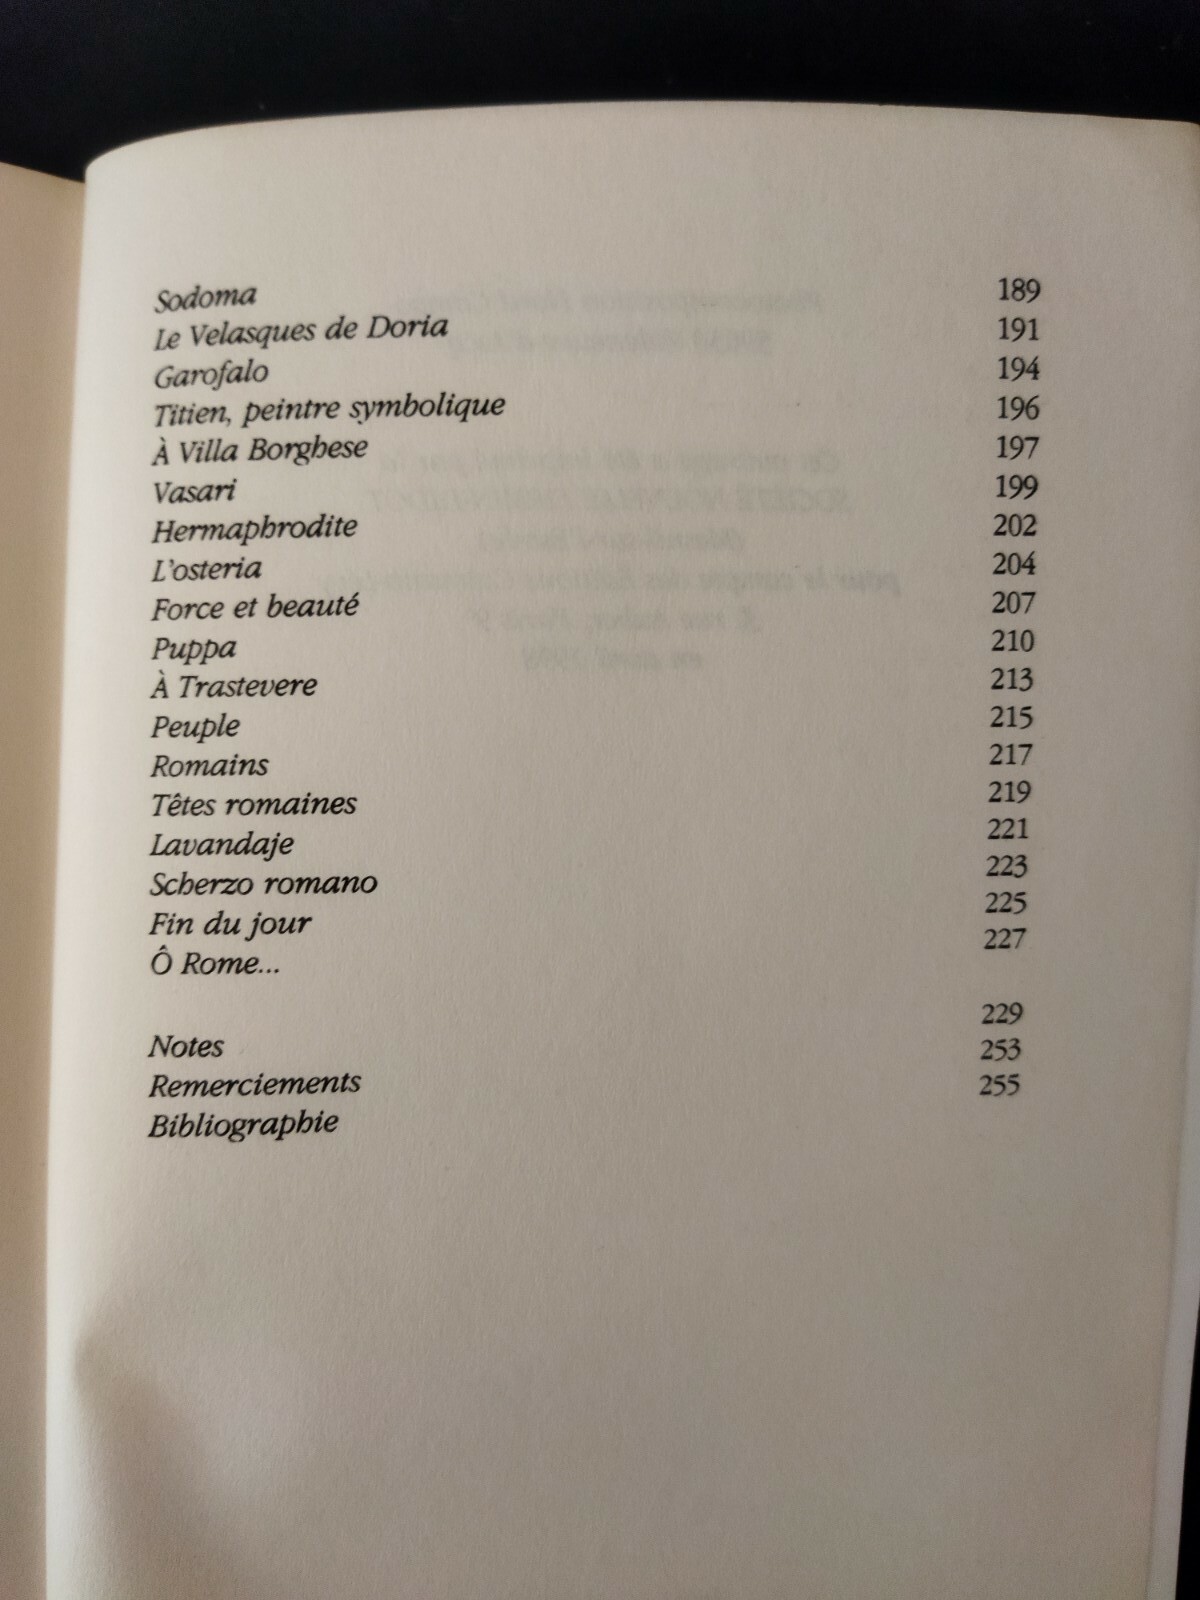 Sodoma 189
Le Velasques de Doria 191
Garofalo 194
Titien, peintre symbolique 196
À Villa Borghese 197
Vasari 199
Hermaphrodite 202
L'osteria 204
Force et beauté 207
Puppa 210
À Trastevere 213
Peuple 215
Romains 217
Têtes romaines 219
Lavandaje 221
Scherzo romano 223
Fin du jour 225
Ô Rome... 227
Notes 229
Remerciements 253
Bibliographie 255